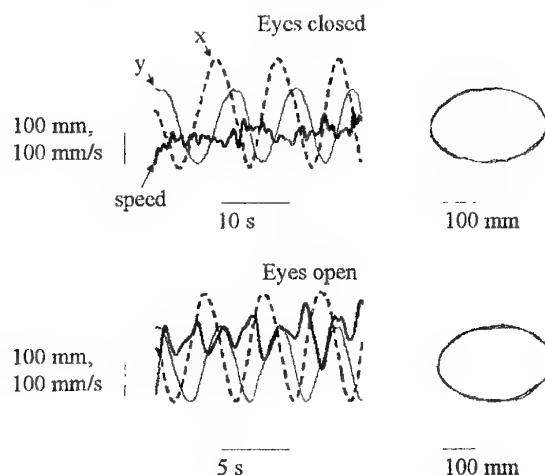 Eyes closed
x
y
100 mm,
100 mm/s
speed
10 s
100 mm
Eyes open
100 mm,
100 mm/s
5 s
100 mm